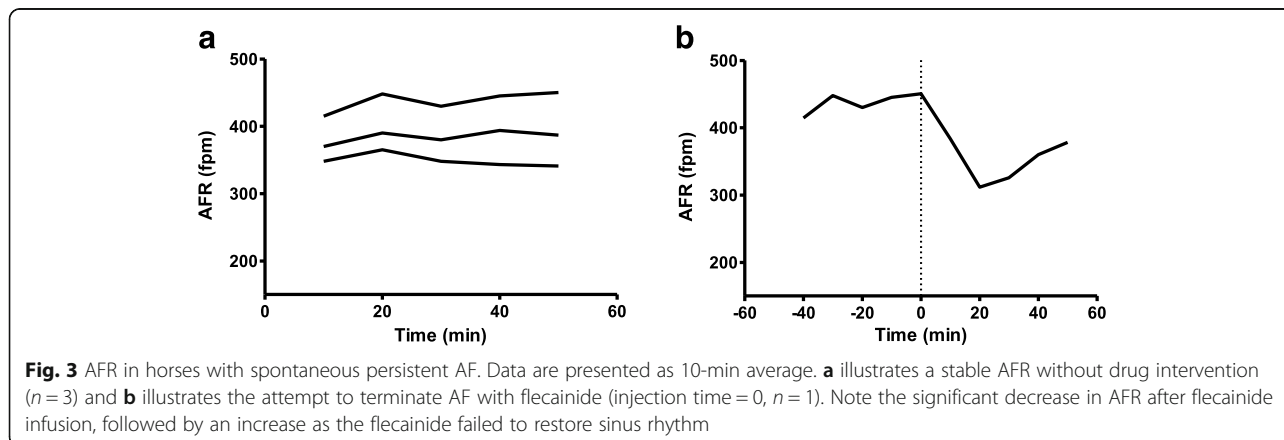 a
b
500
400
300
200
AFR (fpm)
0
20
40
60
Time (min)
500
400
300
200
AFR (fpm)
-60
-40
-20
0
20
40
60
Time (min)
Fig. 3 AFR in horses with spontaneous persistent AF. Data are presented as 10-min average. a illustrates a stable AFR without drug intervention
(n = 3) and b illustrates the attempt to terminate AF with flecainide (injection time = 0, n = 1). Note the significant decrease in AFR after flecainide
infusion, followed by an increase as the flecainide failed to restore sinus rhythm